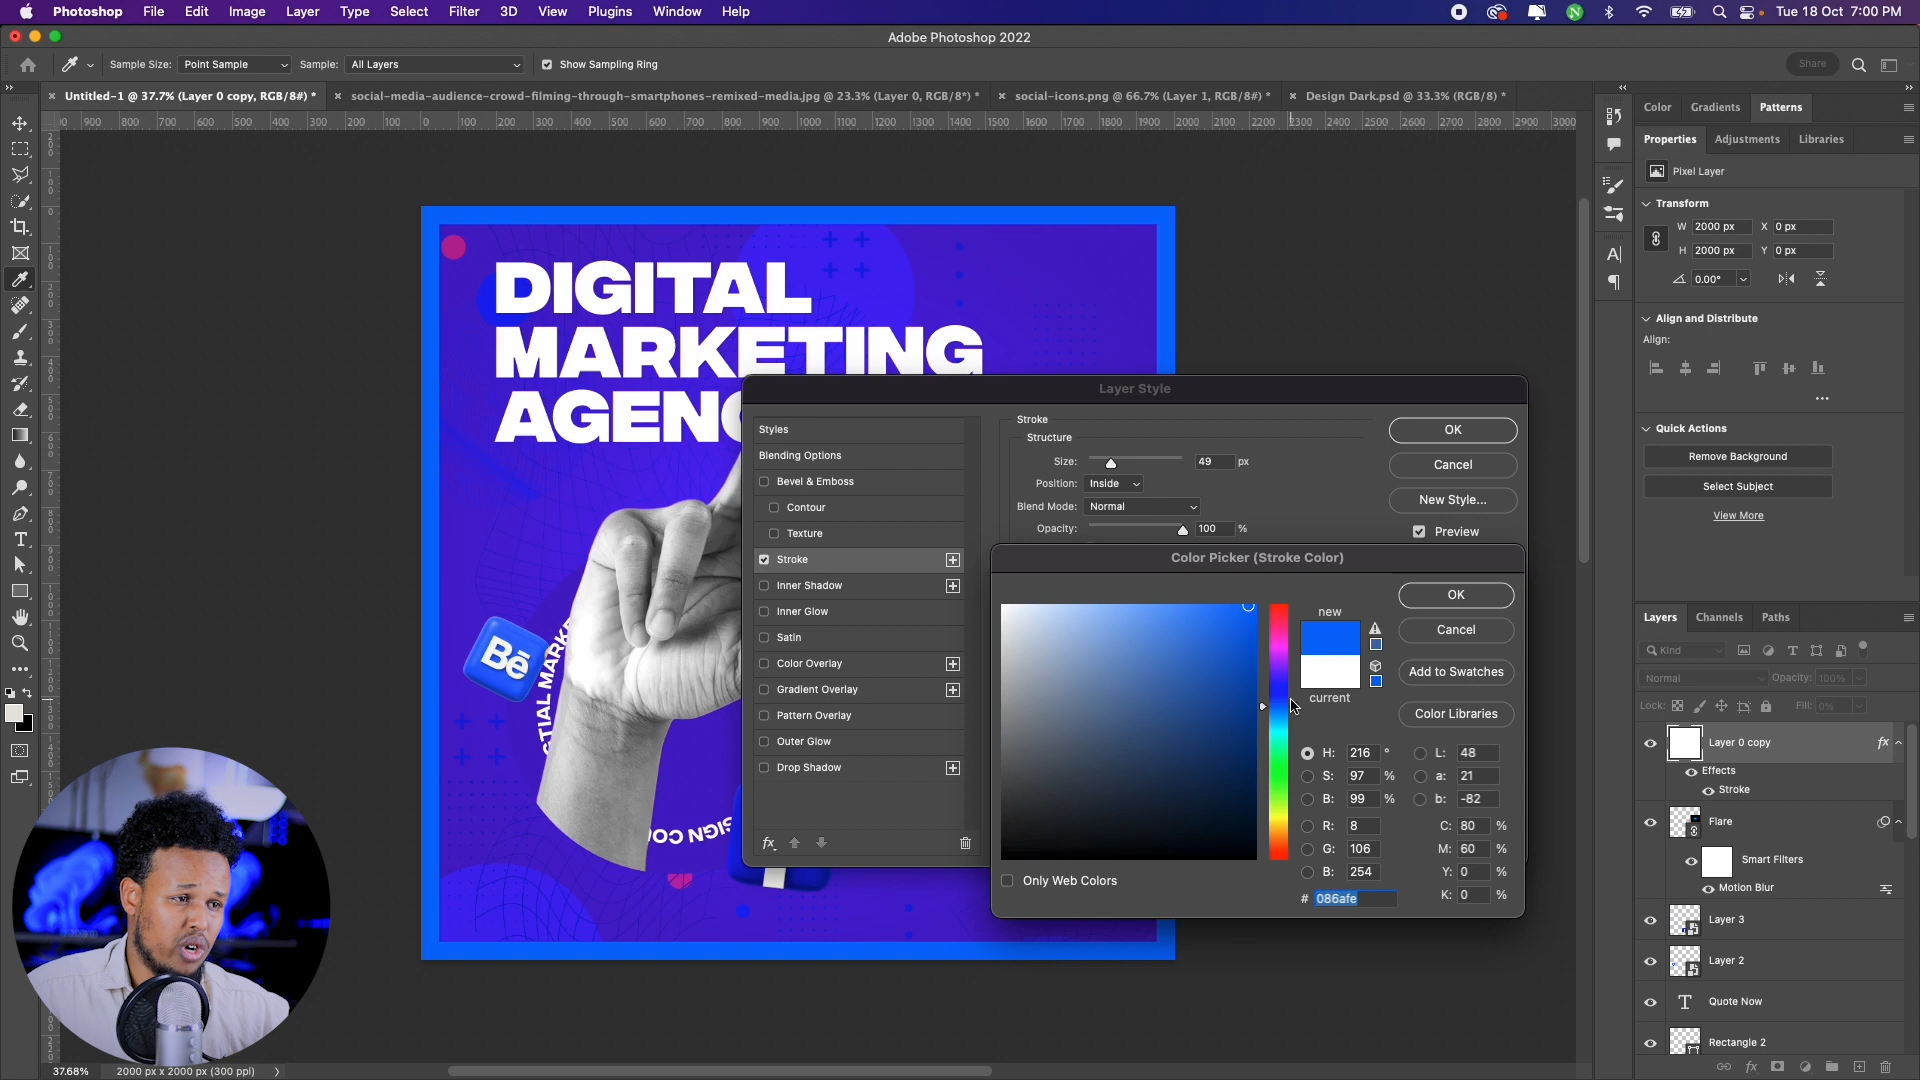 Photoshop File Edit Image Layer Type Select Filter 3D View Plugins Window Help
Tue 18 Oct 7:00 PM
Adobe Photoshop 2022
Sample Size: Point Sample Sample: All Layers Show Sampling Ring
Share
Untitled-1 @ 37.7% (Layer 0 copy, RGB/8#) *
social-media-audience-crowd-filming-through-smartphones-remixed-media.jpg @ 23.3% (Layer 0, RGB/8*) *
social-icons.png @ 66.7% (Layer 1, RGB/8#) *
Design Dark.psd @ 33.3% (RGB/8) *
900 800 700 600 500 400 300 200 100 0 100 200 300 400 500 600 700 800 900 1000 1100 1200 1300 1400 1500 1600 1700 1800 1900 2000 2100 2200 2300 2400 2500 2600 2700 2800 2900 3000
DIGITAL
MARKETING
AGENC
Bē
Layer Style
Styles
Blending Options
Bevel & Emboss
Contour
Texture
Stroke
Inner Shadow
Inner Glow
Satin
Color Overlay
Gradient Overlay
Pattern Overlay
Outer Glow
Drop Shadow
fx
Stroke
Structure
Size: 49 px
Position: Inside
Blend Mode: Normal
Opacity: 100 %
OK
Cancel
New Style...
Preview
Color Picker (Stroke Color)
new
current
OK
Cancel
Add to Swatches
Color Libraries
H: 216 ° L: 48
S: 97 % a: 21
B: 99 % b: -82
R: 8 C: 80 %
G: 106 M: 60 %
B: 254 Y: 0 %
# 086afe K: 0 %
Only Web Colors
Color Gradients Patterns
Properties Adjustments Libraries
Pixel Layer
Transform
W 2000 px X 0 px
H 2000 px Y 0 px
0.00°
Align and Distribute
Align:
Quick Actions
Remove Background
Select Subject
View More
Layers Channels Paths
Kind
Normal Opacity: 100%
Lock: Fill: 0%
Layer 0 copy fx
Effects
Stroke
Flare
Smart Filters
Motion Blur
Layer 3
Layer 2
T Quote Now
Rectangle 2
37.68% 2000 px x 2000 px (300 ppi)